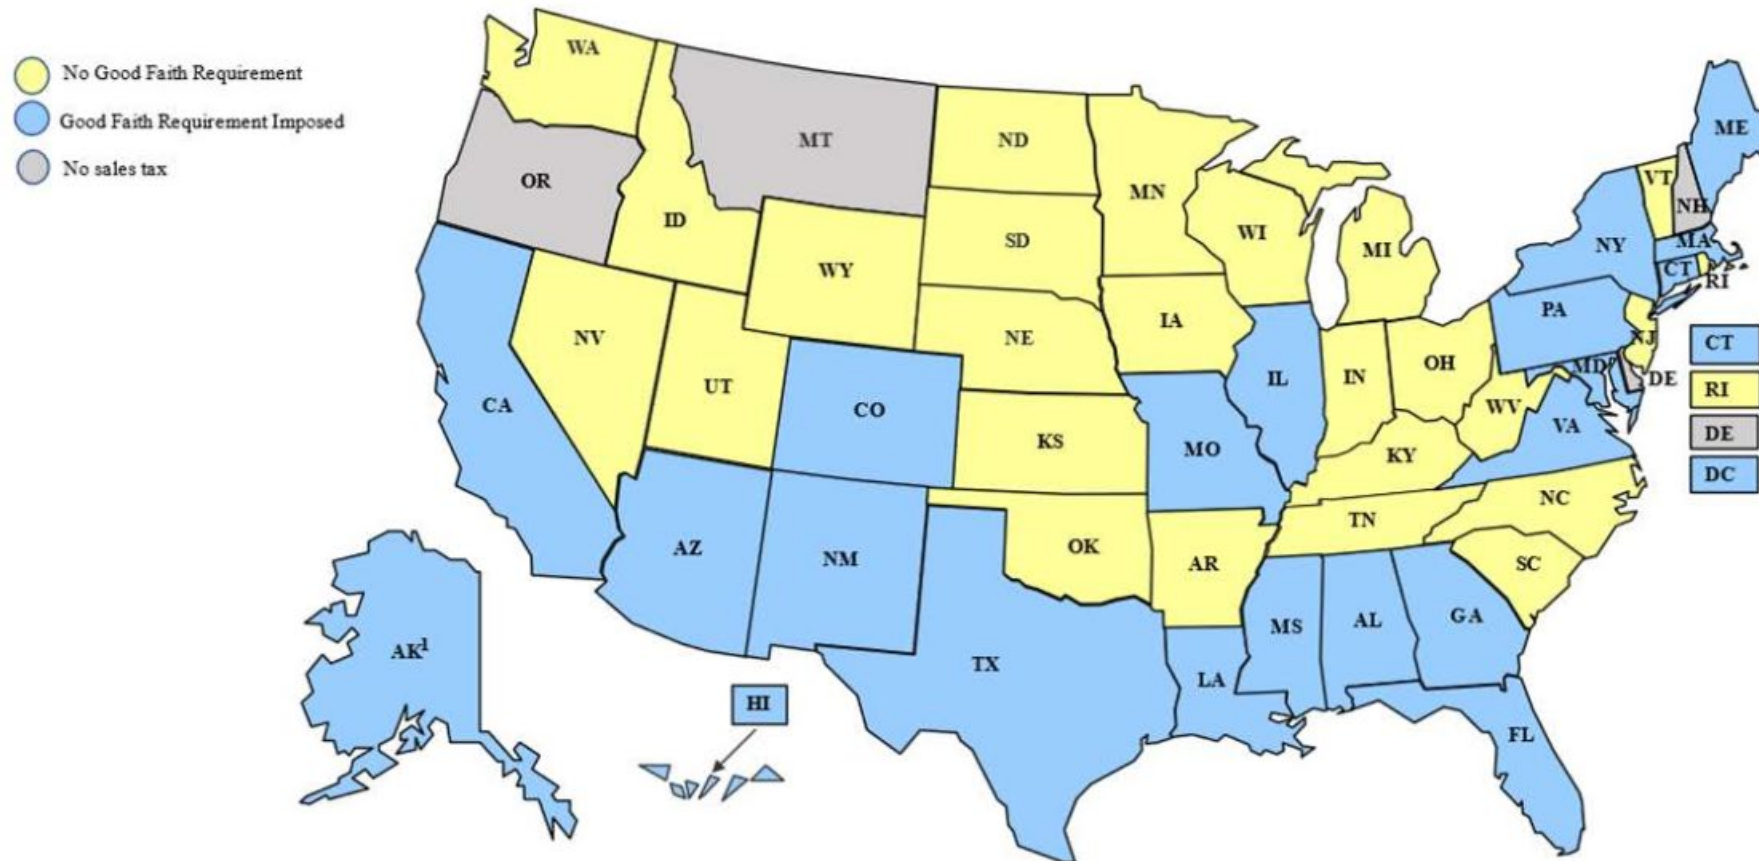 No Good Faith Requirement
Good Faith Requirement Imposed
No sales tax
WA
OR
MT
ID
WY
ND
SD
NE
MN
WI
MI
IA
NV
UT
CO
CA
KS
MO
IL
IN
OH
WV
KY
PA
NY
VT
NH
ME
MA
CT
RI
NJ
MD
DE
VA
CT
RI
DE
DC
AZ
NM
OK
AR
TN
NC
SC
MS
AL
GA
TX
LA
FL
AK1
HI